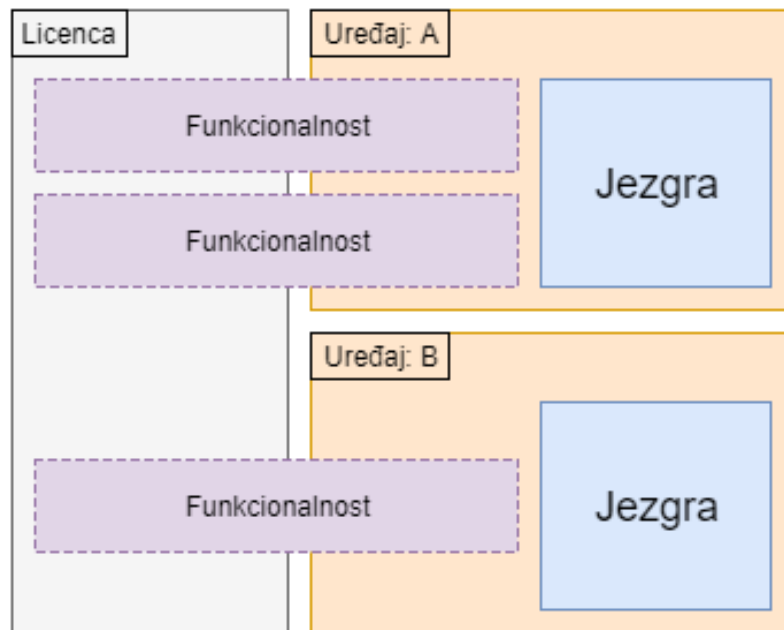 Licenca
Uređaj: A
Funkcionalnost
Jezgra
Funkcionalnost
Uređaj: B
Funkcionalnost
Jezgra